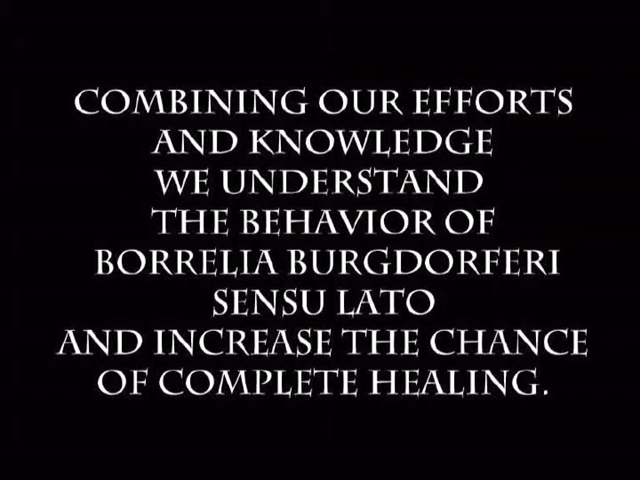 COMBINING OUR EFFORTS
AND KNOWLEDGE
WE UNDERSTAND
THE BEHAVIOR OF
BORRELIA BURGDORFERI
SENSU LATO
AND INCREASE THE CHANCE
OF COMPLETE HEALING.